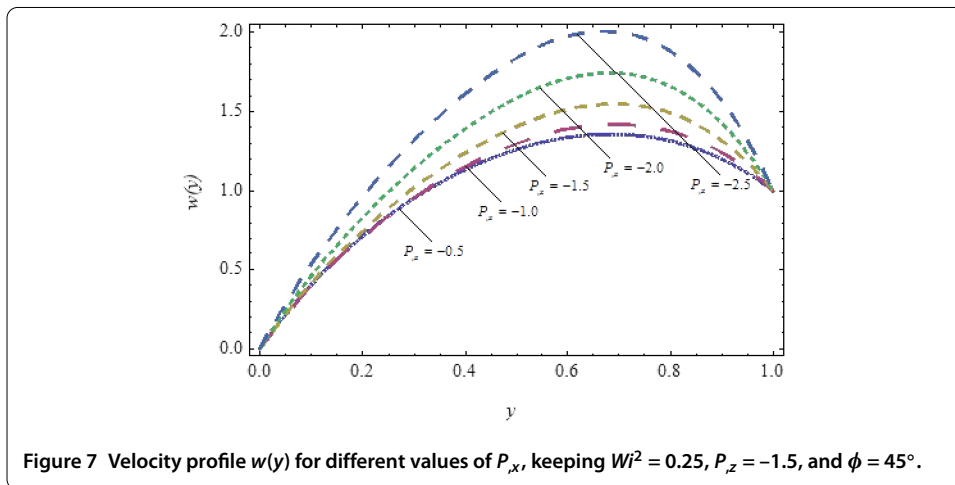 2.0
1.5
1.0
0.5
0.0
w(y)
P,z = −2.0
P,z = −1.5
P,z = −2.5
P,z = −1.0
P,z = −0.5
0.0 0.2 0.4 0.6 0.8 1.0
y
Figure 7 Velocity profile w(y) for different values of P,x, keeping Wi² = 0.25, P,z = –1.5, and ϕ = 45°.